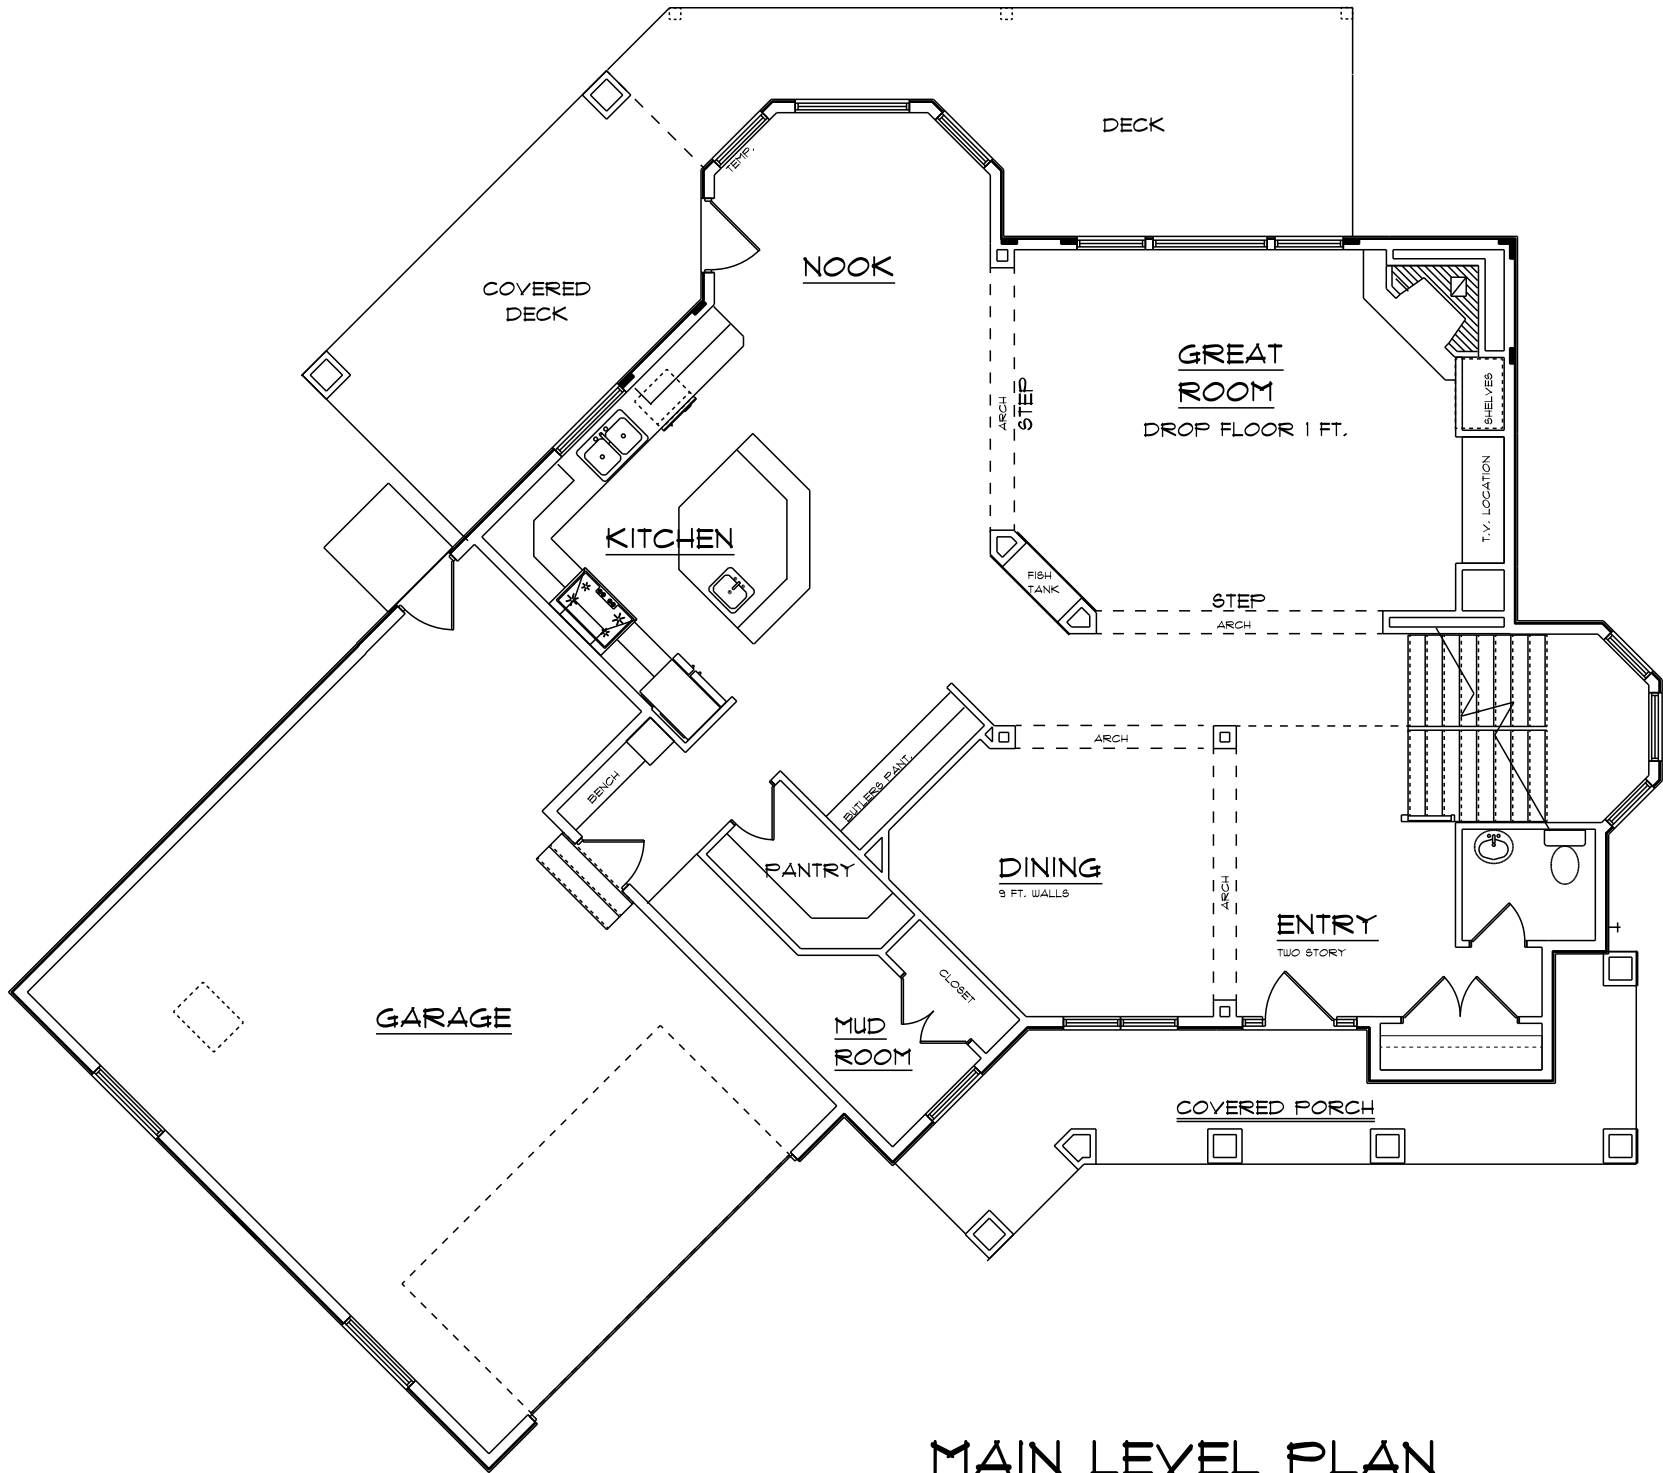 DECK
TEMP.
NOOK
COVERED
DECK
GREAT
ROOM
DROP FLOOR 1 FT.
SHELVES
ARCH
STEP
T.V. LOCATION
KITCHEN
FISH
TANK
STEP
ARCH
ARCH
BENCH
BUTLERS PANT.
PANTRY
DINING
9 FT. WALLS
ARCH
ENTRY
TWO STORY
CLOSET
GARAGE
MUD
ROOM
COVERED PORCH
MAIN LEVEL PLAN